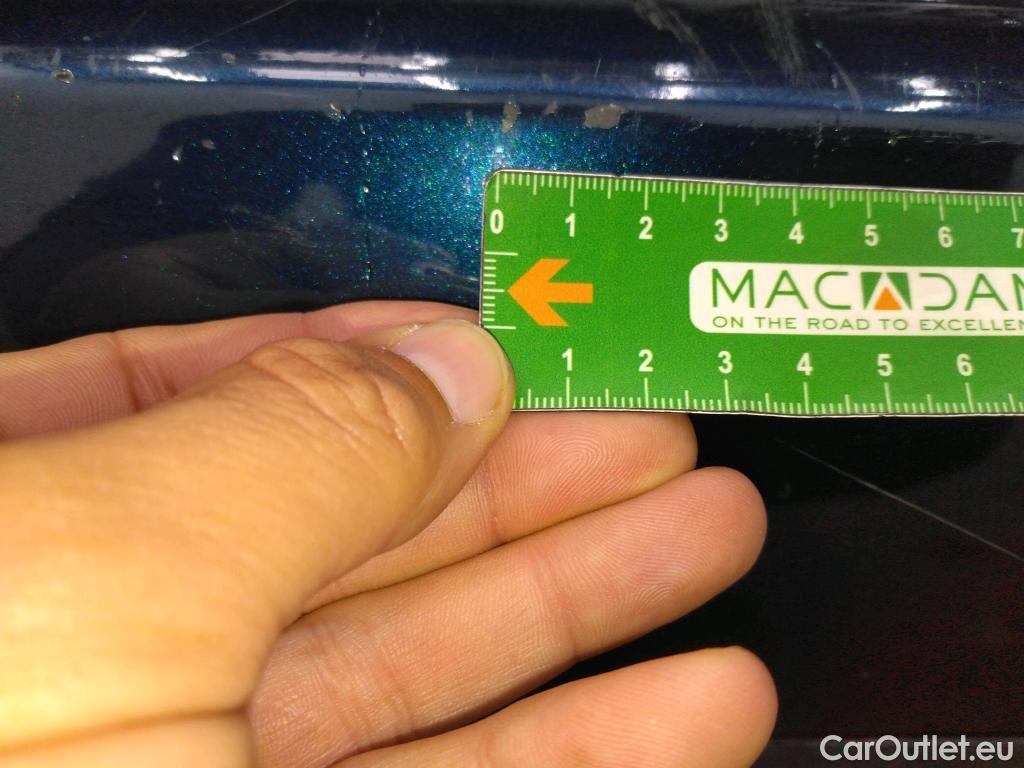 0 1 2 3 4 5 6 7
MACADAM
ON THE ROAD TO EXCELLEN
1 2 3 4 5 6
CarOutlet.eu